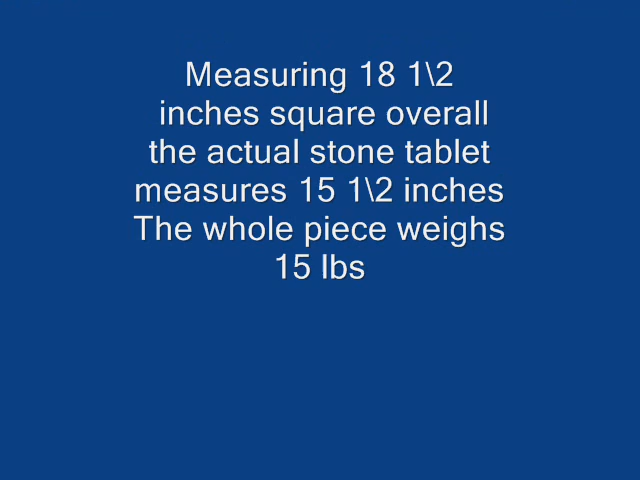 Measuring 18 1\2
inches square overall
the actual stone tablet
measures 15 1\2 inches
The whole piece weighs
15 lbs